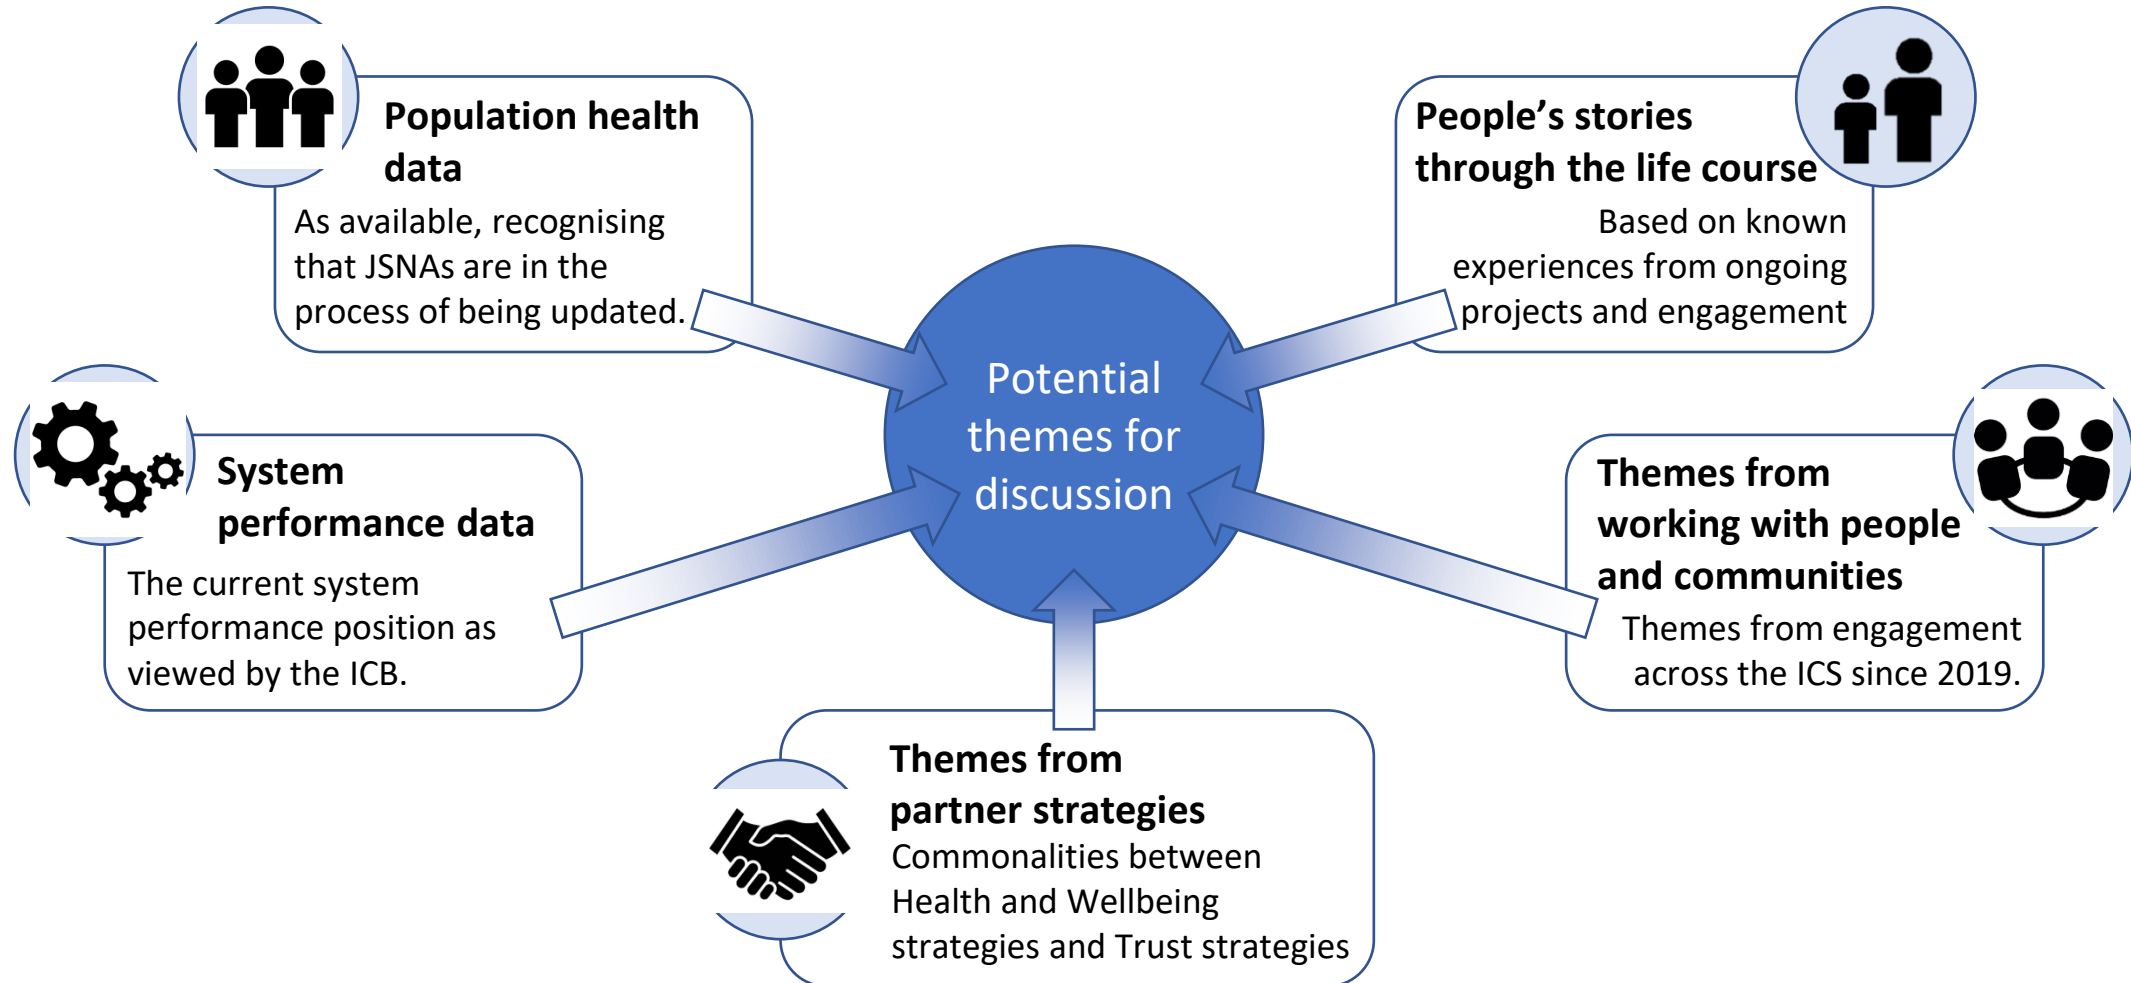 Population health
data
As available, recognising
that JSNAs are in the
process of being updated.
People’s stories
through the life course
Based on known
experiences from ongoing
projects and engagement
Potential
themes for
discussion
System
performance data
The current system
performance position as
viewed by the ICB.
Themes from
working with people
and communities
Themes from engagement
across the ICS since 2019.
Themes from
partner strategies
Commonalities between
Health and Wellbeing
strategies and Trust strategies